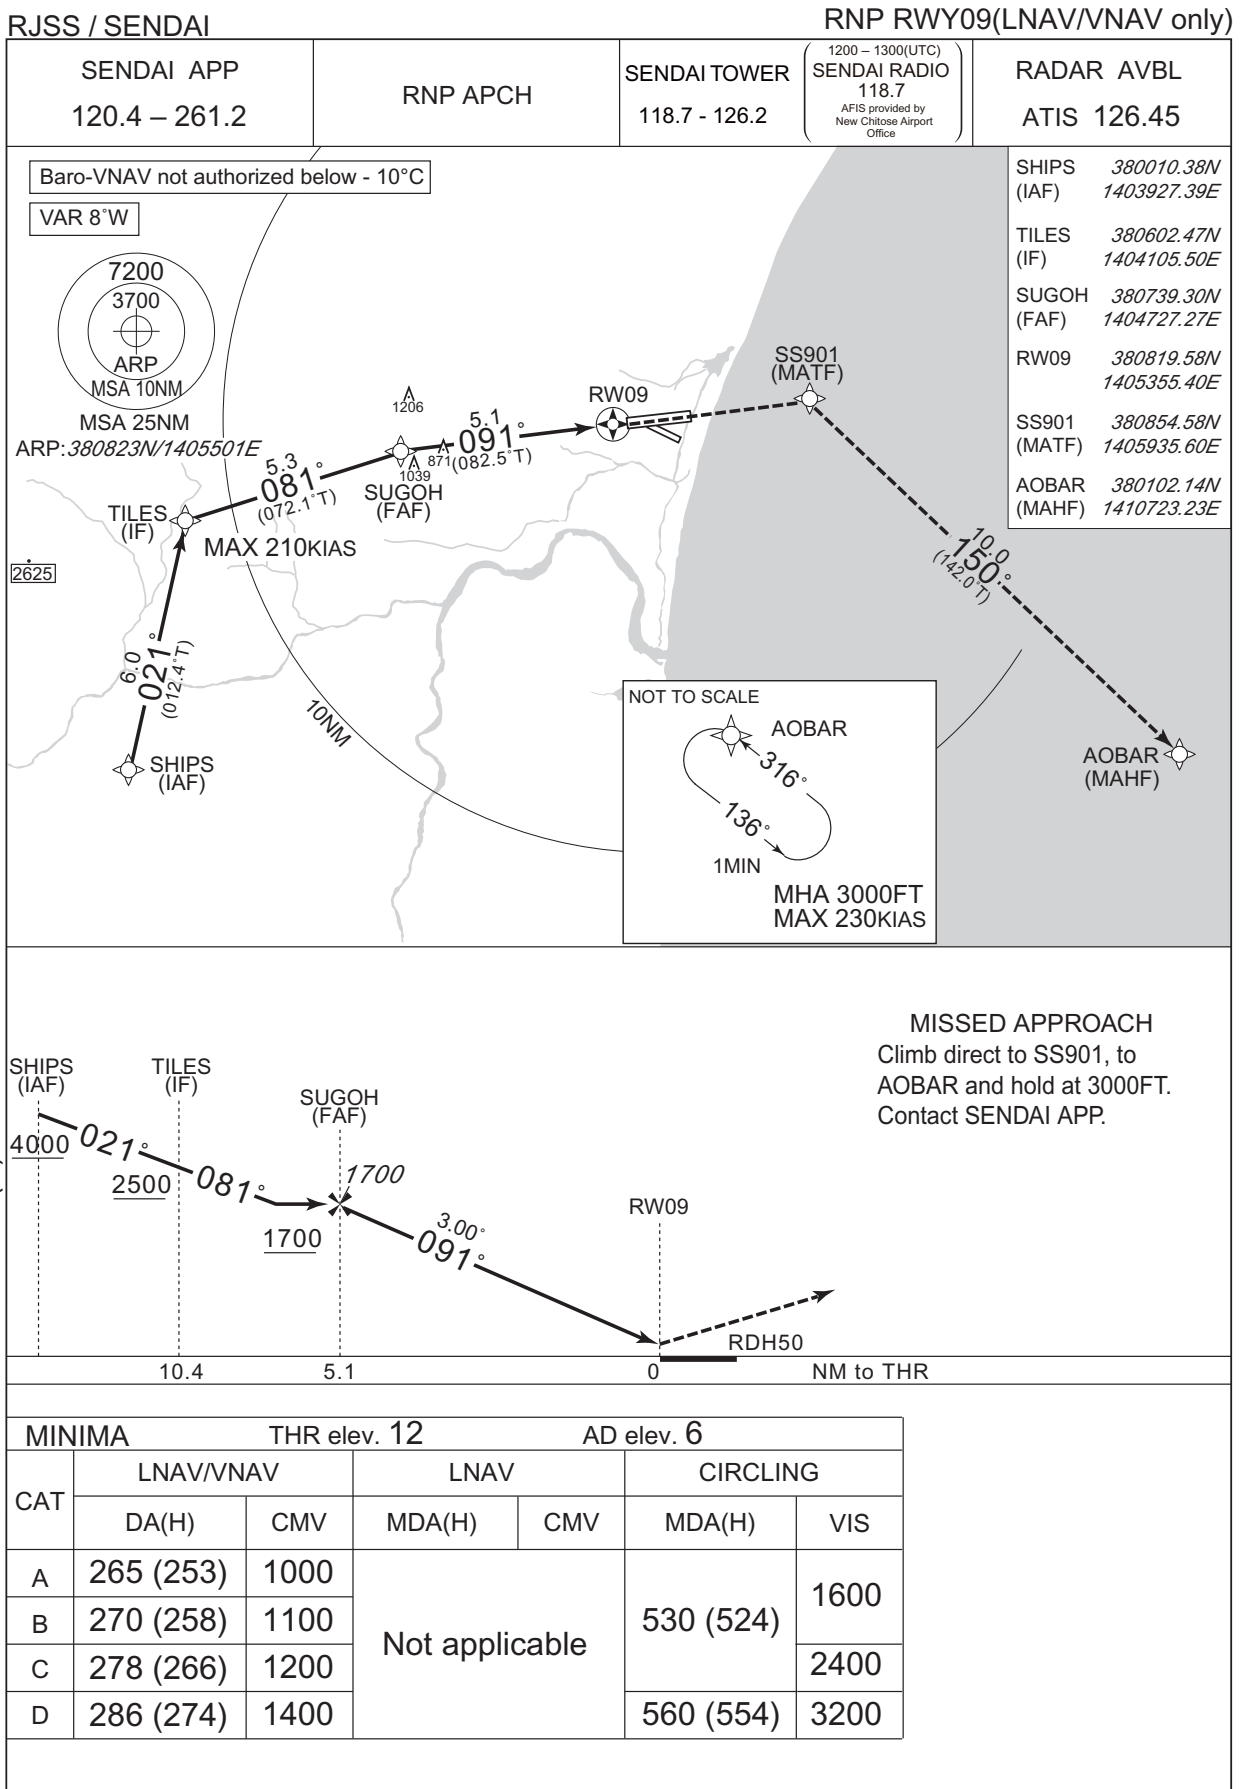 RJSS / SENDAI
RNP RWY09(LNAV/VNAV only)
SENDAI APP
120.4 – 261.2
RNP APCH
SENDAI TOWER
118.7 - 126.2
1200 – 1300(UTC)
SENDAI RADIO
118.7
AFIS provided by
New Chitose Airport
Office
RADAR AVBL
ATIS 126.45
Baro-VNAV not authorized below - 10°C
VAR 8°W
7200
3700
ARP
MSA 10NM
MSA 25NM
ARP:380823N/1405501E
SHIPS 380010.38N
(IAF) 1403927.39E
TILES 380602.47N
(IF) 1404105.50E
SUGOH 380739.30N
(FAF) 1404727.27E
RW09 380819.58N
1405355.40E
SS901 380854.58N
(MATF) 1405935.60E
AOBAR 380102.14N
(MAHF) 1410723.23E
SS901
(MATF)
RW09
1206
5.1
091°
(082.5°T)
871
1039
SUGOH
(FAF)
5.3
081°
(072.1°T)
TILES
(IF)
MAX 210KIAS
2625
10.0
150°
(142.0°T)
6.0
021°
(012.4°T)
10NM
SHIPS
(IAF)
AOBAR
(MAHF)
NOT TO SCALE
AOBAR
316°
136°
1MIN
MHA 3000FT
MAX 230KIAS
MISSED APPROACH
Climb direct to SS901, to
AOBAR and hold at 3000FT.
Contact SENDAI APP.
SHIPS
(IAF)
TILES
(IF)
SUGOH
(FAF)
4000
021°
2500
081°
1700
1700
3.00°
091°
RW09
RDH50
10.4 5.1 0 NM to THR
MINIMA THR elev. 12 AD elev. 6
CAT LNAV/VNAV LNAV CIRCLING
DA(H) CMV MDA(H) CMV MDA(H) VIS
A 265 (253) 1000
B 270 (258) 1100
C 278 (266) 1200
D 286 (274) 1400
Not applicable
530 (524)
560 (554)
1600
2400
3200